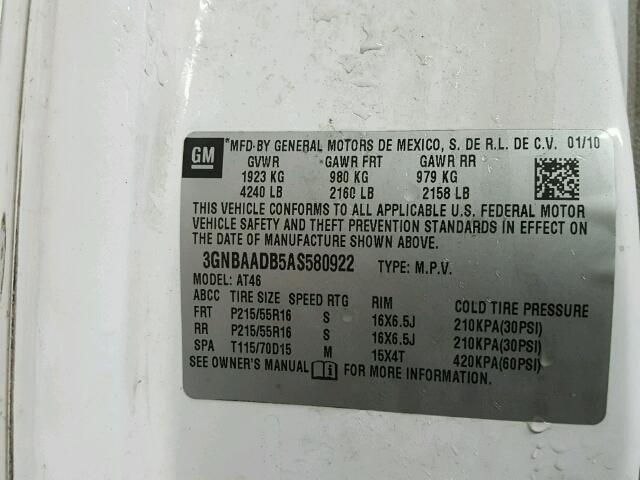 GM *MFD·BY GENERAL MOTORS DE MEXICO, S. DE R.L. DE C.V. 01/10
GVWR GAWR FRT GAWR RR
1923 KG 980 KG 979 KG
4240 LB 2160 LB 2158 LB
THIS VEHICLE CONFORMS TO ALL APPLICABLE U.S. FEDERAL MOTOR
VEHICLE SAFETY AND THEFT PREVENTION STANDARDS IN EFFECT ON THE
DATE OF MANUFACTURE SHOWN ABOVE.
3GNBAADB5AS580922 TYPE: M.P.V.
MODEL: AT46
ABCC TIRE SIZE SPEED RTG RIM COLD TIRE PRESSURE
FRT P215/55R16 S 16X6.5J 210KPA(30PSI)
RR P215/55R16 S 16X6.5J 210KPA(30PSI)
SPA T115/70D15 M 15X4T 420KPA(60PSI)
SEE OWNER'S MANUAL FOR MORE INFORMATION.